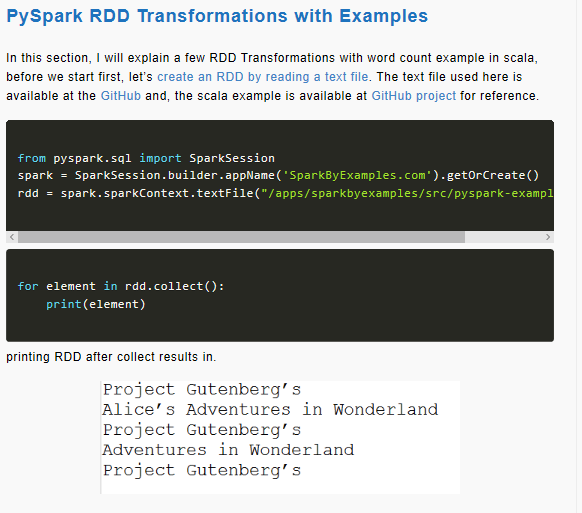 PySpark RDD Transformations with Examples
In this section, I will explain a few RDD Transformations with word count example in scala,
before we start first, let's create an RDD by reading a text file. The text file used here is
available at the GitHub and, the scala example is available at GitHub project for reference.
from pyspark.sql import SparkSession
spark = SparkSession.builder.appName('SparkByExamples.com').getOrCreate()
rdd = spark.sparkContext.textFile("/apps/sparkbyexamples/src/pyspark-exampl
for element in rdd.collect():
    print(element)
printing RDD after collect results in.
Project Gutenberg’s
Alice’s Adventures in Wonderland
Project Gutenberg’s
Adventures in Wonderland
Project Gutenberg’s